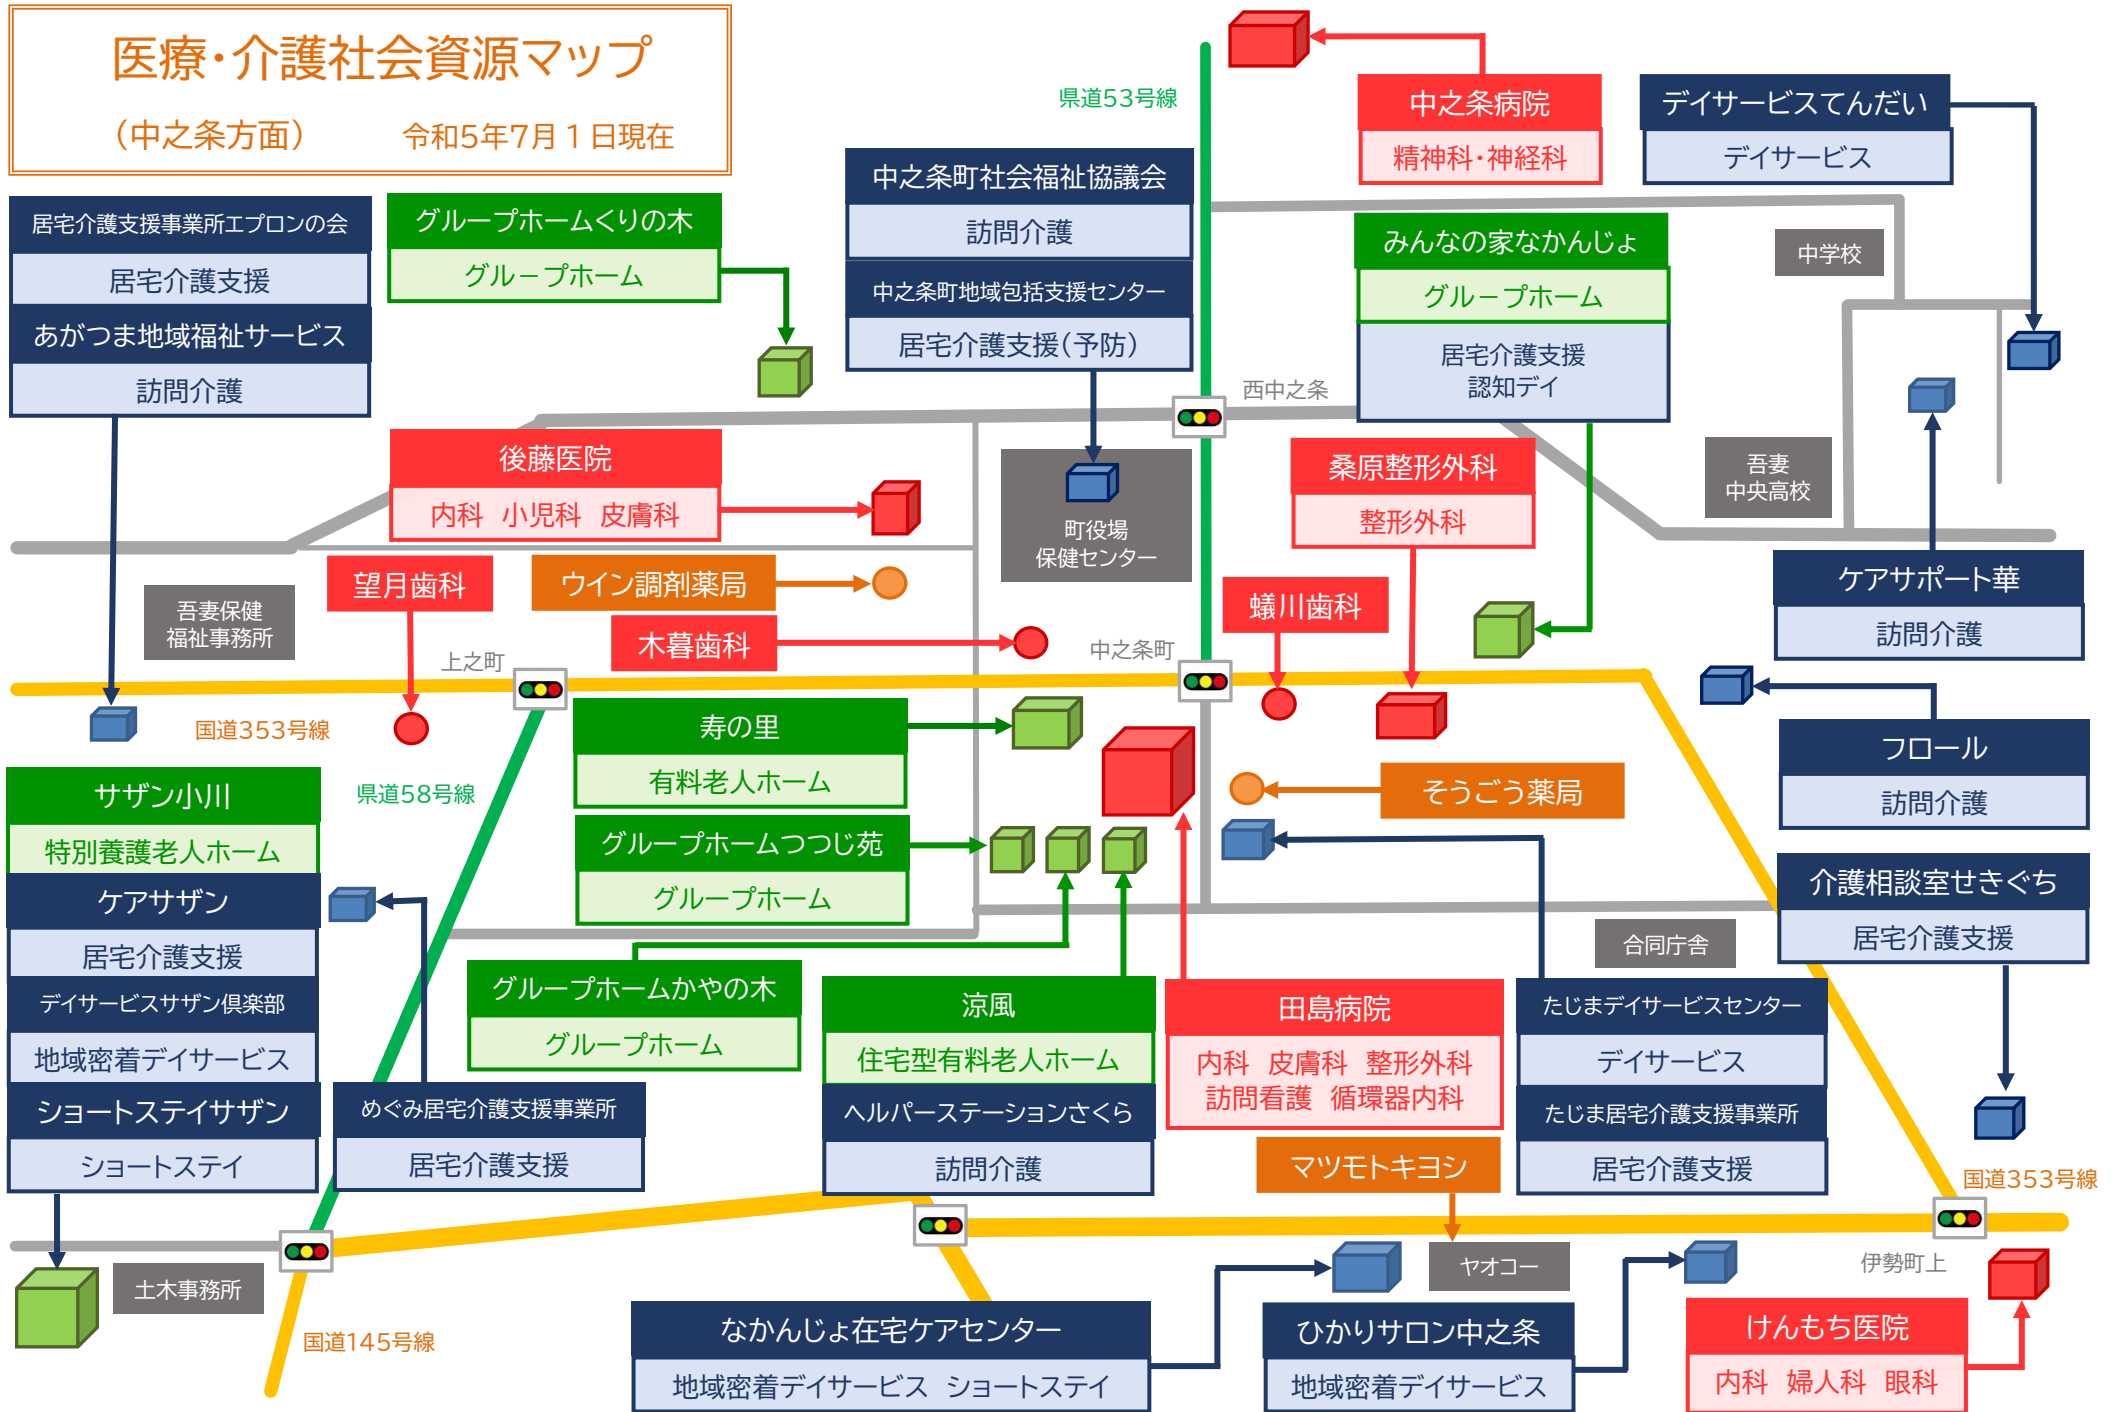 医療・介護社会資源マップ
（中之条方面）　令和5年7月１日現在
県道53号線
中之条病院
精神科・神経科
デイサービスてんだい
デイサービス
居宅介護支援事業所エプロンの会
居宅介護支援
あがつま地域福祉サービス
訪問介護
グループホームくりの木
グル－プホーム
中之条町社会福祉協議会
訪問介護
中之条町地域包括支援センター
居宅介護支援（予防）
みんなの家なかんじょ
グル－プホーム
居宅介護支援
認知デイ
中学校
西中之条
後藤医院
内科　小児科　皮膚科
町役場
保健センター
桑原整形外科
整形外科
吾妻
中央高校
吾妻保健
福祉事務所
望月歯科
ウイン調剤薬局
木暮歯科
蟻川歯科
ケアサポート華
訪問介護
上之町
中之条町
国道353号線
県道58号線
寿の里
有料老人ホーム
グループホームつつじ苑
グループホーム
そうごう薬局
フロール
訪問介護
サザン小川
特別養護老人ホーム
ケアサザン
居宅介護支援
デイサービスサザン倶楽部
地域密着デイサービス
ショートステイサザン
ショートステイ
介護相談室せきぐち
居宅介護支援
合同庁舎
グループホームかやの木
グループホーム
涼風
住宅型有料老人ホーム
ヘルパーステーションさくら
訪問介護
田島病院
内科　皮膚科　整形外科
訪問看護　循環器内科
たじまデイサービスセンター
デイサービス
たじま居宅介護支援事業所
居宅介護支援
めぐみ居宅介護支援事業所
居宅介護支援
マツモトキヨシ
国道353号線
土木事務所
ヤオコー
伊勢町上
国道145号線
なかんじょ在宅ケアセンター
地域密着デイサービス　ショートステイ
ひかりサロン中之条
地域密着デイサービス
けんもち医院
内科　婦人科　眼科